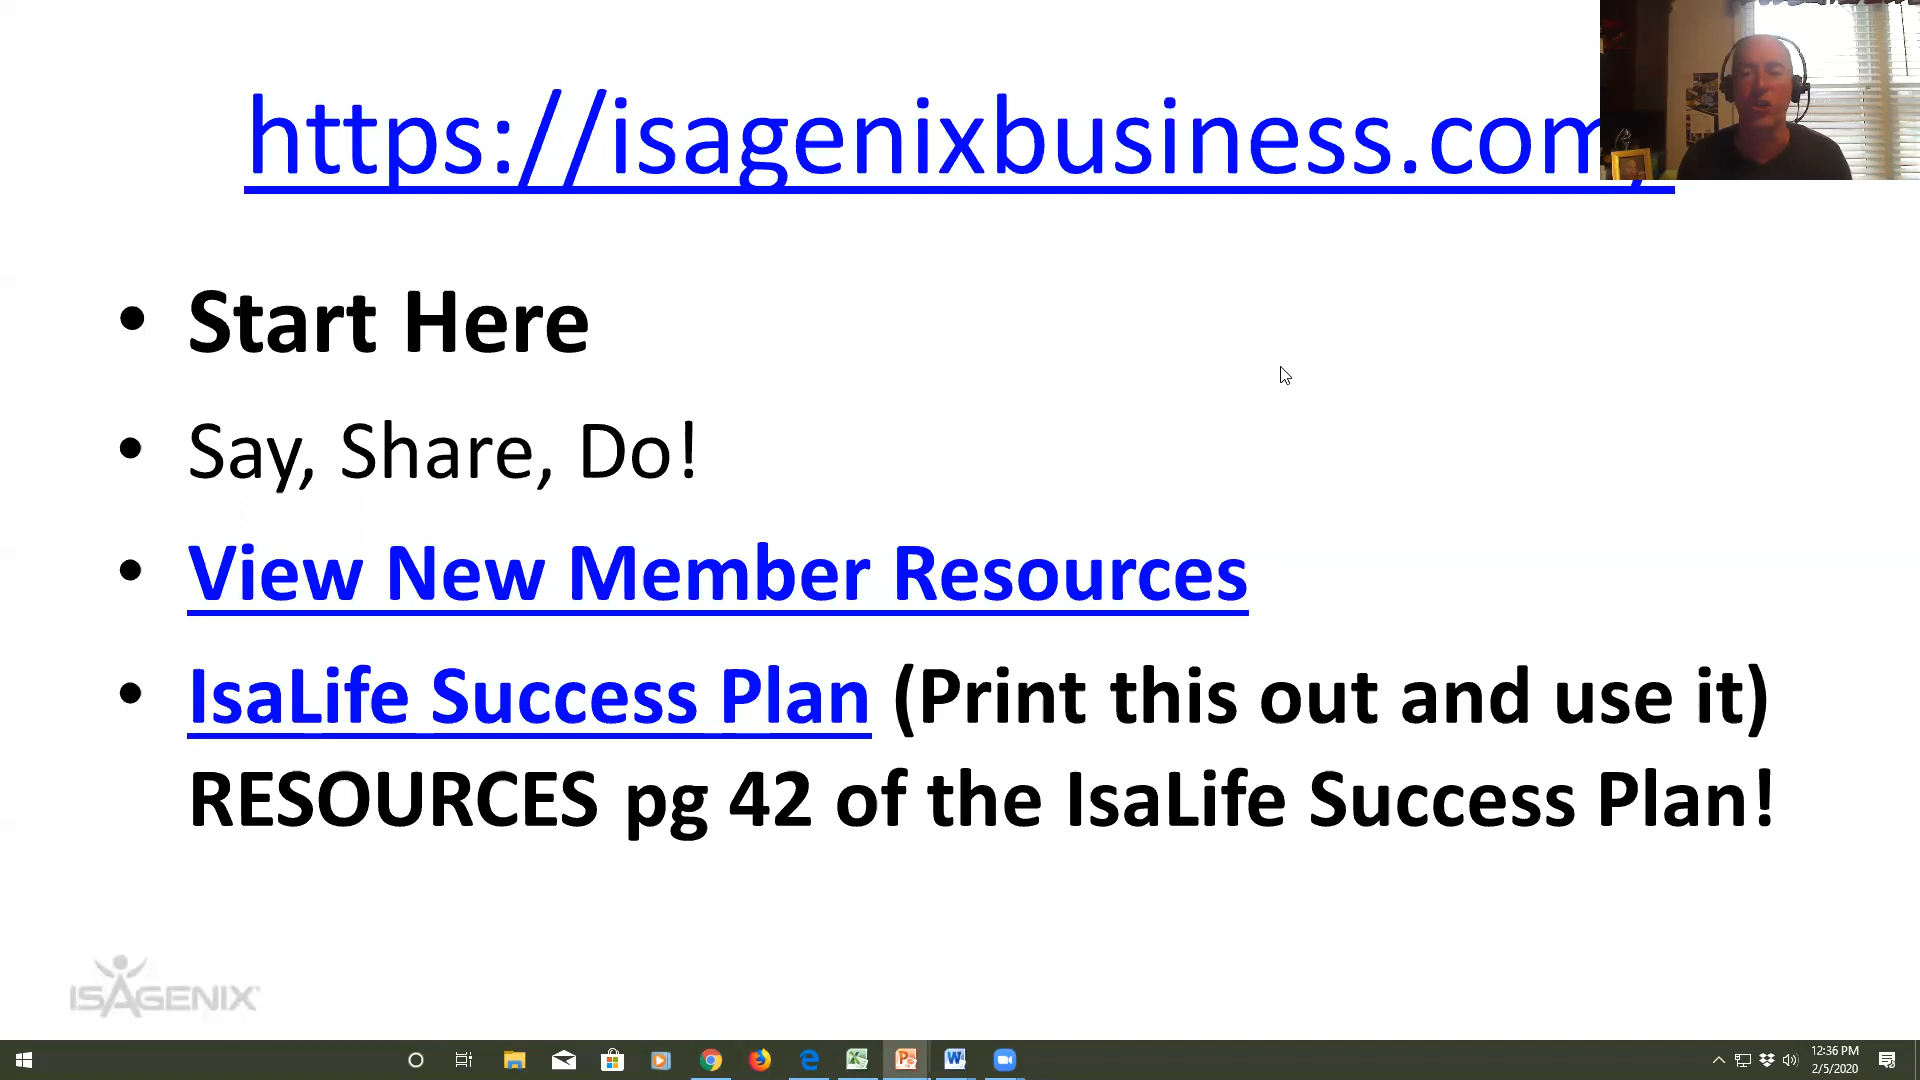 https://isagenixbusiness.com
• Start Here
• Say, Share, Do!
• View New Member Resources
• IsaLife Success Plan (Print this out and use it)
RESOURCES pg 42 of the IsaLife Success Plan!
ISAGENIX
12:36 PM
2/5/2020